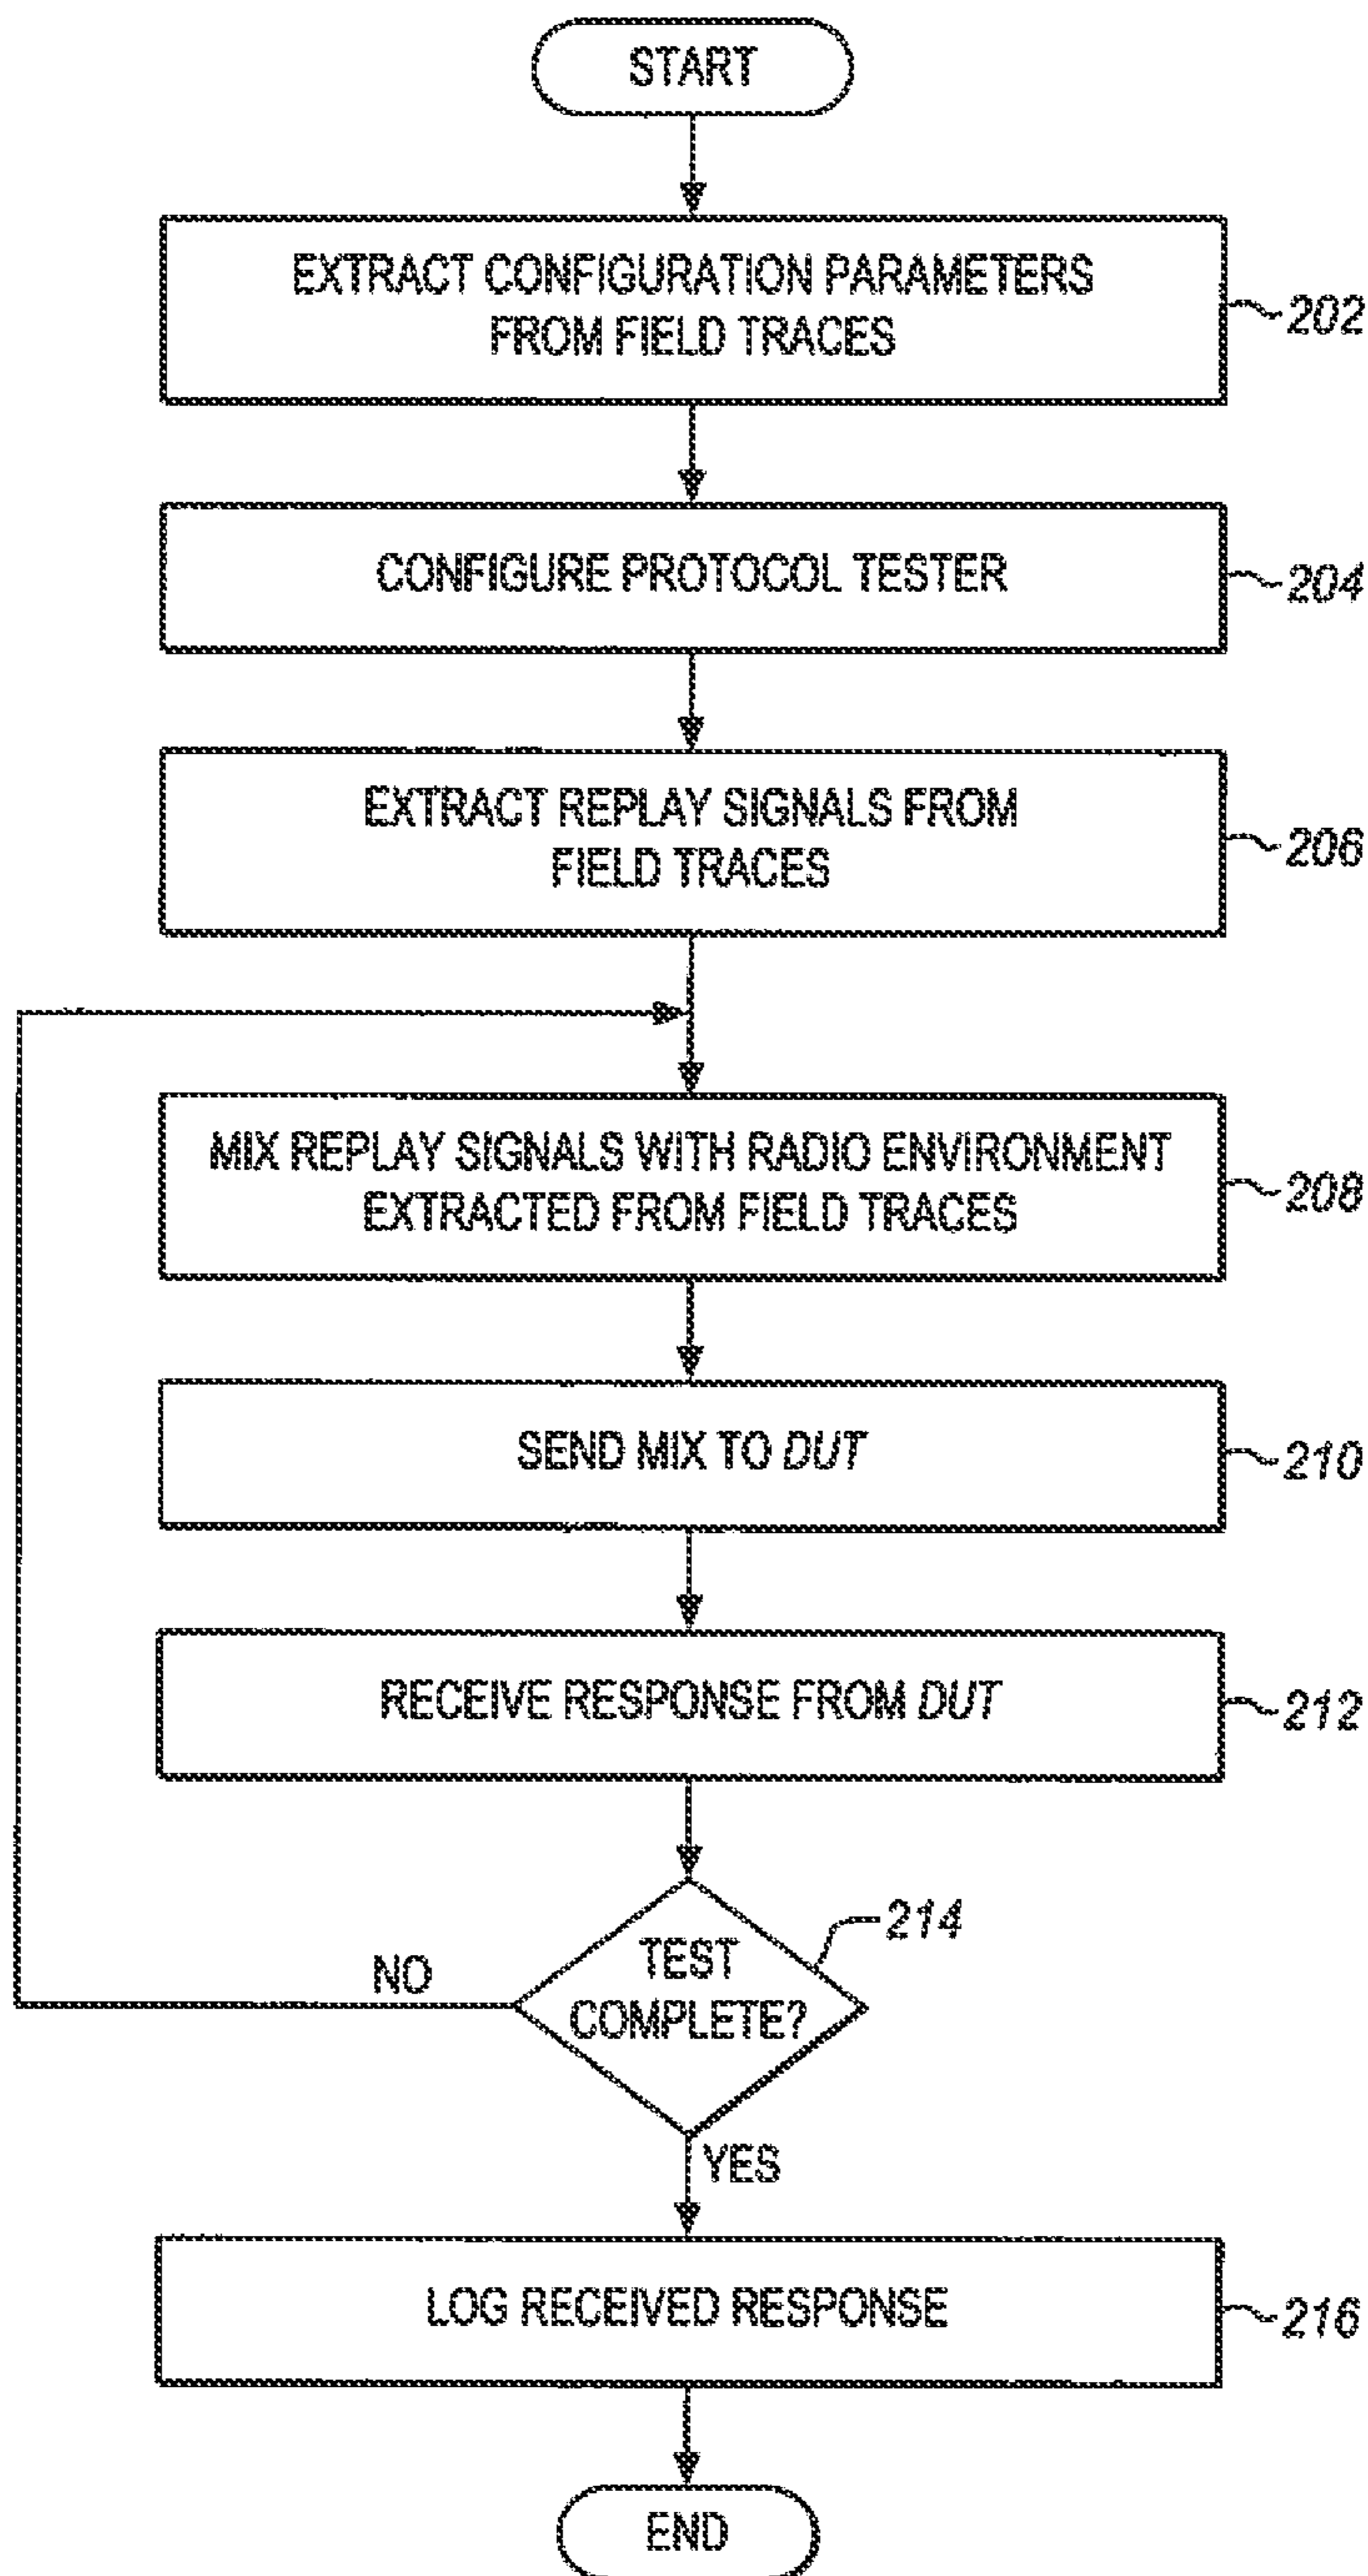 START
EXTRACT CONFIGURATION PARAMETERS
FROM FIELD TRACES
202
CONFIGURE PROTOCOL TESTER
204
EXTRACT REPLAY SIGNALS FROM
FIELD TRACES
206
MIX REPLAY SIGNALS WITH RADIO ENVIRONMENT
EXTRACTED FROM FIELD TRACES
208
SEND MIX TO DUT
210
RECEIVE RESPONSE FROM DUT
212
214
TEST
COMPLETE?
NO
YES
LOG RECEIVED RESPONSE
216
END